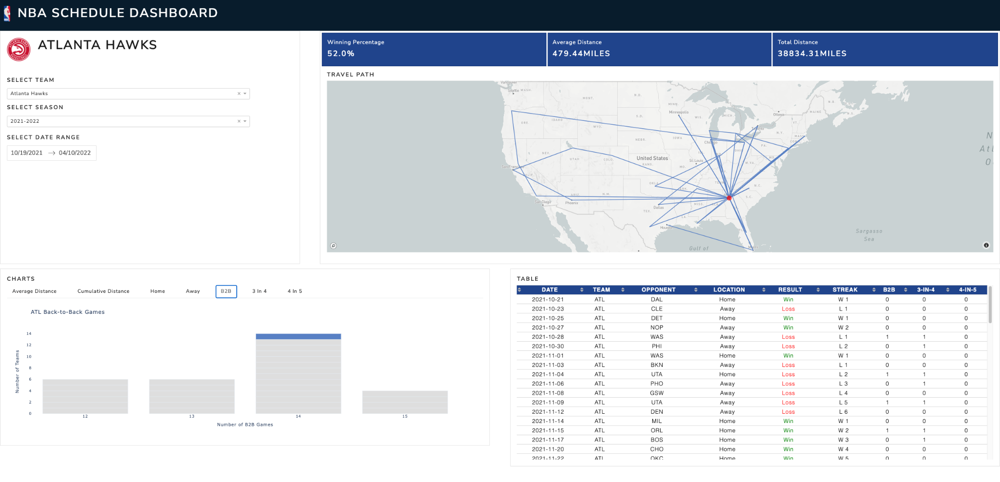 NBA SCHEDULE DASHBOARD
ATLANTA HAWKS
SELECT TEAM
Atlanta Hawks
SELECT SEASON
2021-2022
SELECT DATE RANGE
10/19/2021 → 04/10/2022
Winning Percentage
52.0%
Average Distance
479.44MILES
Total Distance
38834.31MILES
TRAVEL PATH
Vancouver
Seattle WASH.
MONT.
N.D.
MINN.
Minneapolis
Ottawa
MAINE
N.B.
N.S.
ORE.
IDAHO
S.D.
WIS.
MICH.
VT.
Toronto
WYO.
N.Y.
MASS.
CONN.
NEBR.
IOWA
Chicago
PA.
NEV.
UTAH
COLO.
United States
KANS.
St. Louis
MO.
OHIO
W.VA.
MD.
San Francisco
CALIF.
KY.
ARIZ.
N.M.
OKLA.
ARK.
TENN.
N.C.
San Diego
Phoenix
Dallas
MISS.
ALA.
S.C.
TEX.
LA.
Houston
FLA.
Miami
Gulf of
Sargasso
Sea
N
Atl
O
CHARTS
Average Distance Cumulative Distance Home Away B2B 3 In 4 4 In 5
ATL Back-to-Back Games
Number of Teams
14
12
10
8
6
4
2
0
12 13 14 15
Number of B2B Games
TABLE
DATE TEAM OPPONENT LOCATION RESULT STREAK B2B 3-IN-4 4-IN-5
2021-10-21 ATL DAL Home Win W 1 0 0 0
2021-10-23 ATL CLE Away Loss L 1 0 0 0
2021-10-25 ATL DET Home Win W 1 0 0 0
2021-10-27 ATL NOP Away Win W 2 0 0 0
2021-10-28 ATL WAS Away Loss L 1 1 1 0
2021-10-30 ATL PHI Away Loss L 2 0 1 0
2021-11-01 ATL WAS Home Win W 1 0 0 0
2021-11-03 ATL BKN Away Loss L 1 0 0 0
2021-11-04 ATL UTA Home Loss L 2 1 1 0
2021-11-06 ATL PHO Away Loss L 3 0 1 0
2021-11-08 ATL GSW Away Loss L 4 0 0 0
2021-11-09 ATL UTA Away Loss L 5 1 1 0
2021-11-12 ATL DEN Away Loss L 6 0 0 0
2021-11-14 ATL MIL Home Win W 1 0 0 0
2021-11-15 ATL ORL Home Win W 2 1 1 0
2021-11-17 ATL BOS Home Win W 3 0 1 0
2021-11-20 ATL CHO Home Win W 4 0 0 0
2021-11-22 ATL OKC Home Win W 5 0 0 0